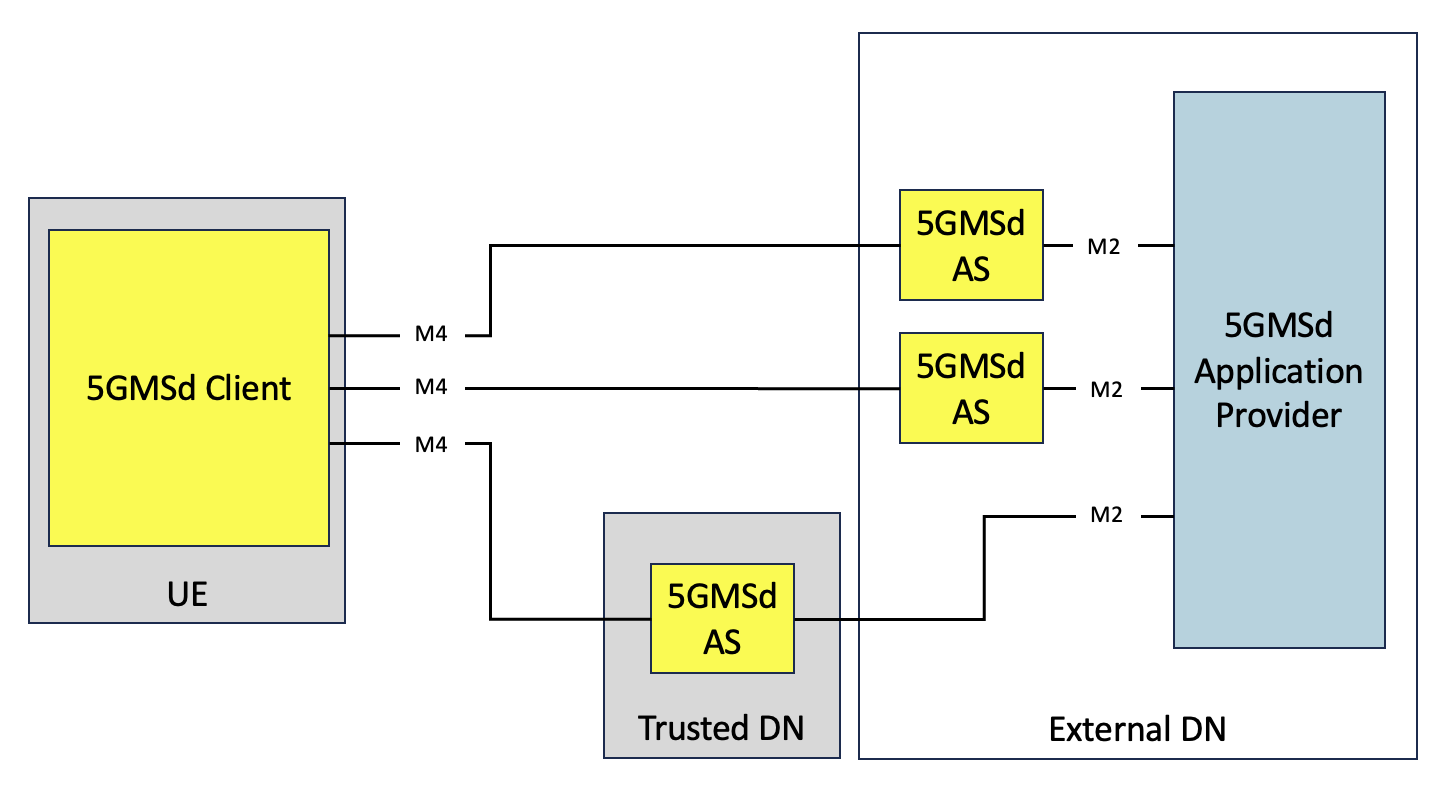 5GMSd
AS
M2
5GMSd
Application
Provider
M4
5GMSd Client
M4
5GMSd
AS
M2
M4
M2
UE
5GMSd
AS
Trusted DN
External DN